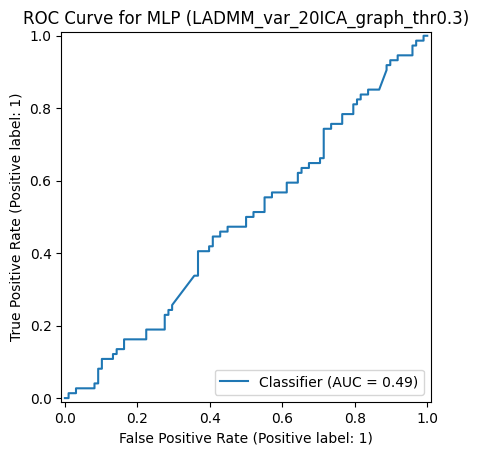 ROC Curve for MLP (LADMM_var_20ICA_graph_thr0.3)
1.0
0.8
0.6
0.4
0.2
0.0
True Positive Rate (Positive label: 1)
Classifier (AUC = 0.49)
0.0 0.2 0.4 0.6 0.8 1.0
False Positive Rate (Positive label: 1)